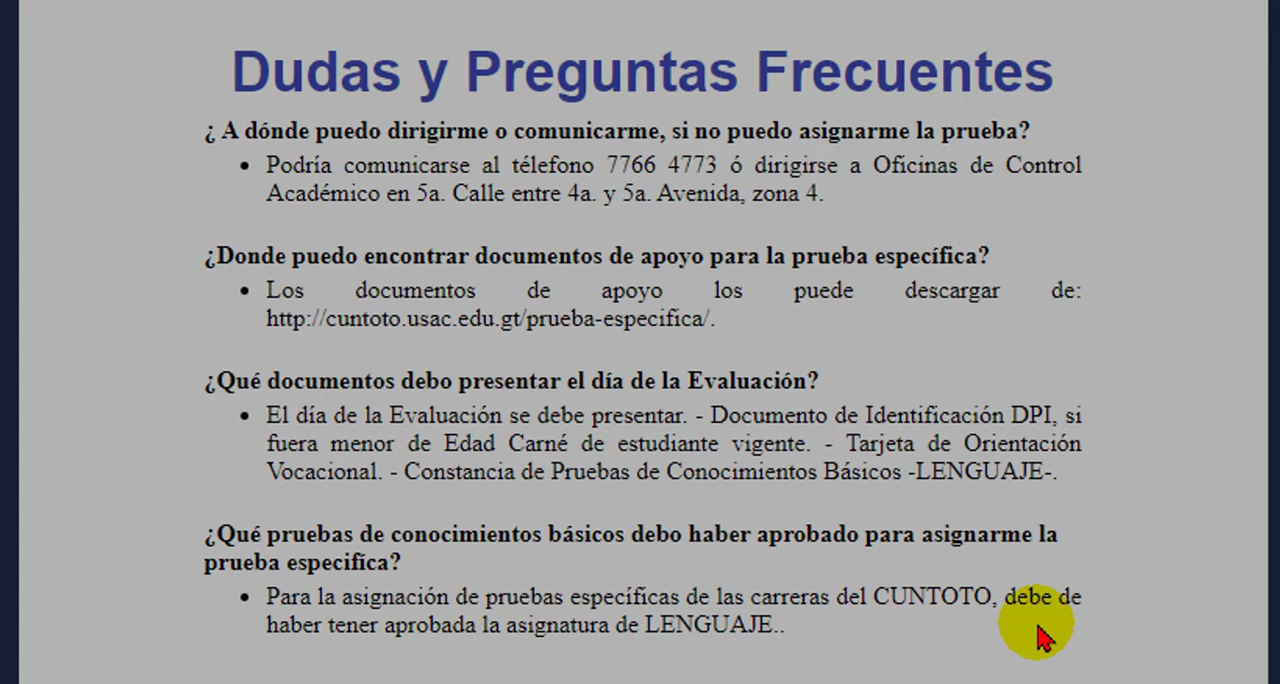 Dudas y Preguntas Frecuentes
¿ A dónde puedo dirigirme o comunicarme, si no puedo asignarme la prueba?
• Podría comunicarse al télefono 7766 4773 ó dirigirse a Oficinas de Control
Académico en 5a. Calle entre 4a. y 5a. Avenida, zona 4.
¿Donde puedo encontrar documentos de apoyo para la prueba específica?
• Los documentos de apoyo los puede descargar de:
http://cuntoto.usac.edu.gt/prueba-especifica/.
¿Qué documentos debo presentar el día de la Evaluación?
• El día de la Evaluación se debe presentar. - Documento de Identificación DPI, si
fuera menor de Edad Carné de estudiante vigente. - Tarjeta de Orientación
Vocacional. - Constancia de Pruebas de Conocimientos Básicos -LENGUAJE-.
¿Qué pruebas de conocimientos básicos debo haber aprobado para asignarme la
prueba especifíca?
• Para la asignación de pruebas específicas de las carreras del CUNTOTO, debe de
haber tener aprobada la asignatura de LENGUAJE..